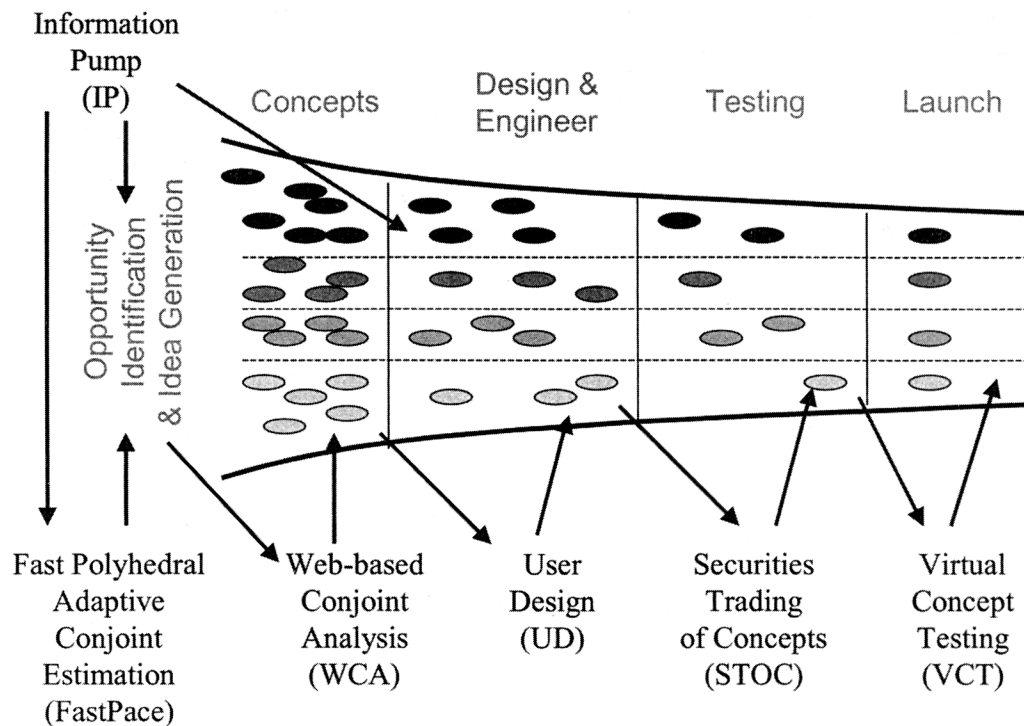 Information
Pump
(IP)
Concepts
Design &
Engineer
Testing
Launch
Opportunity
Identification
& Idea Generation
Fast Polyhedral
Adaptive
Conjoint
Estimation
(FastPace)
Web-based
Conjoint
Analysis
(WCA)
User
Design
(UD)
Securities
Trading
of Concepts
(STOC)
Virtual
Concept
Testing
(VCT)